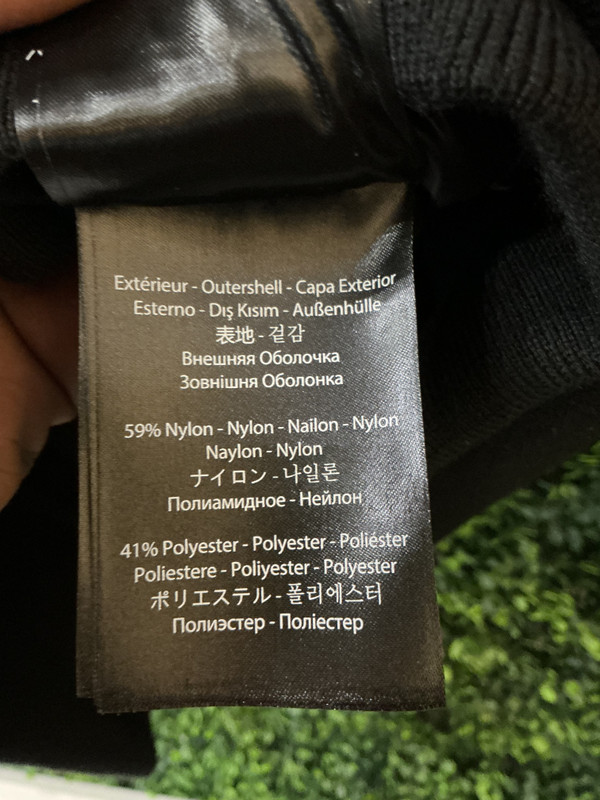 Extérieur - Outershell - Capa Exterior
Esterno - Dış Kısım - Außenhülle
表地 - 겉감
Внешняя Оболочка
Зовнішня Оболонка
59% Nylon - Nylon - Naîlon - Nylon
Naylon - Nylon
ナイロン - 나일론
Полиамидное - Нейлон
41% Polyester - Polyester - Poliéster
Poliestere - Poliyester - Polyester
ポリエステル - 폴리에스터
Полиэстер - Поліестер